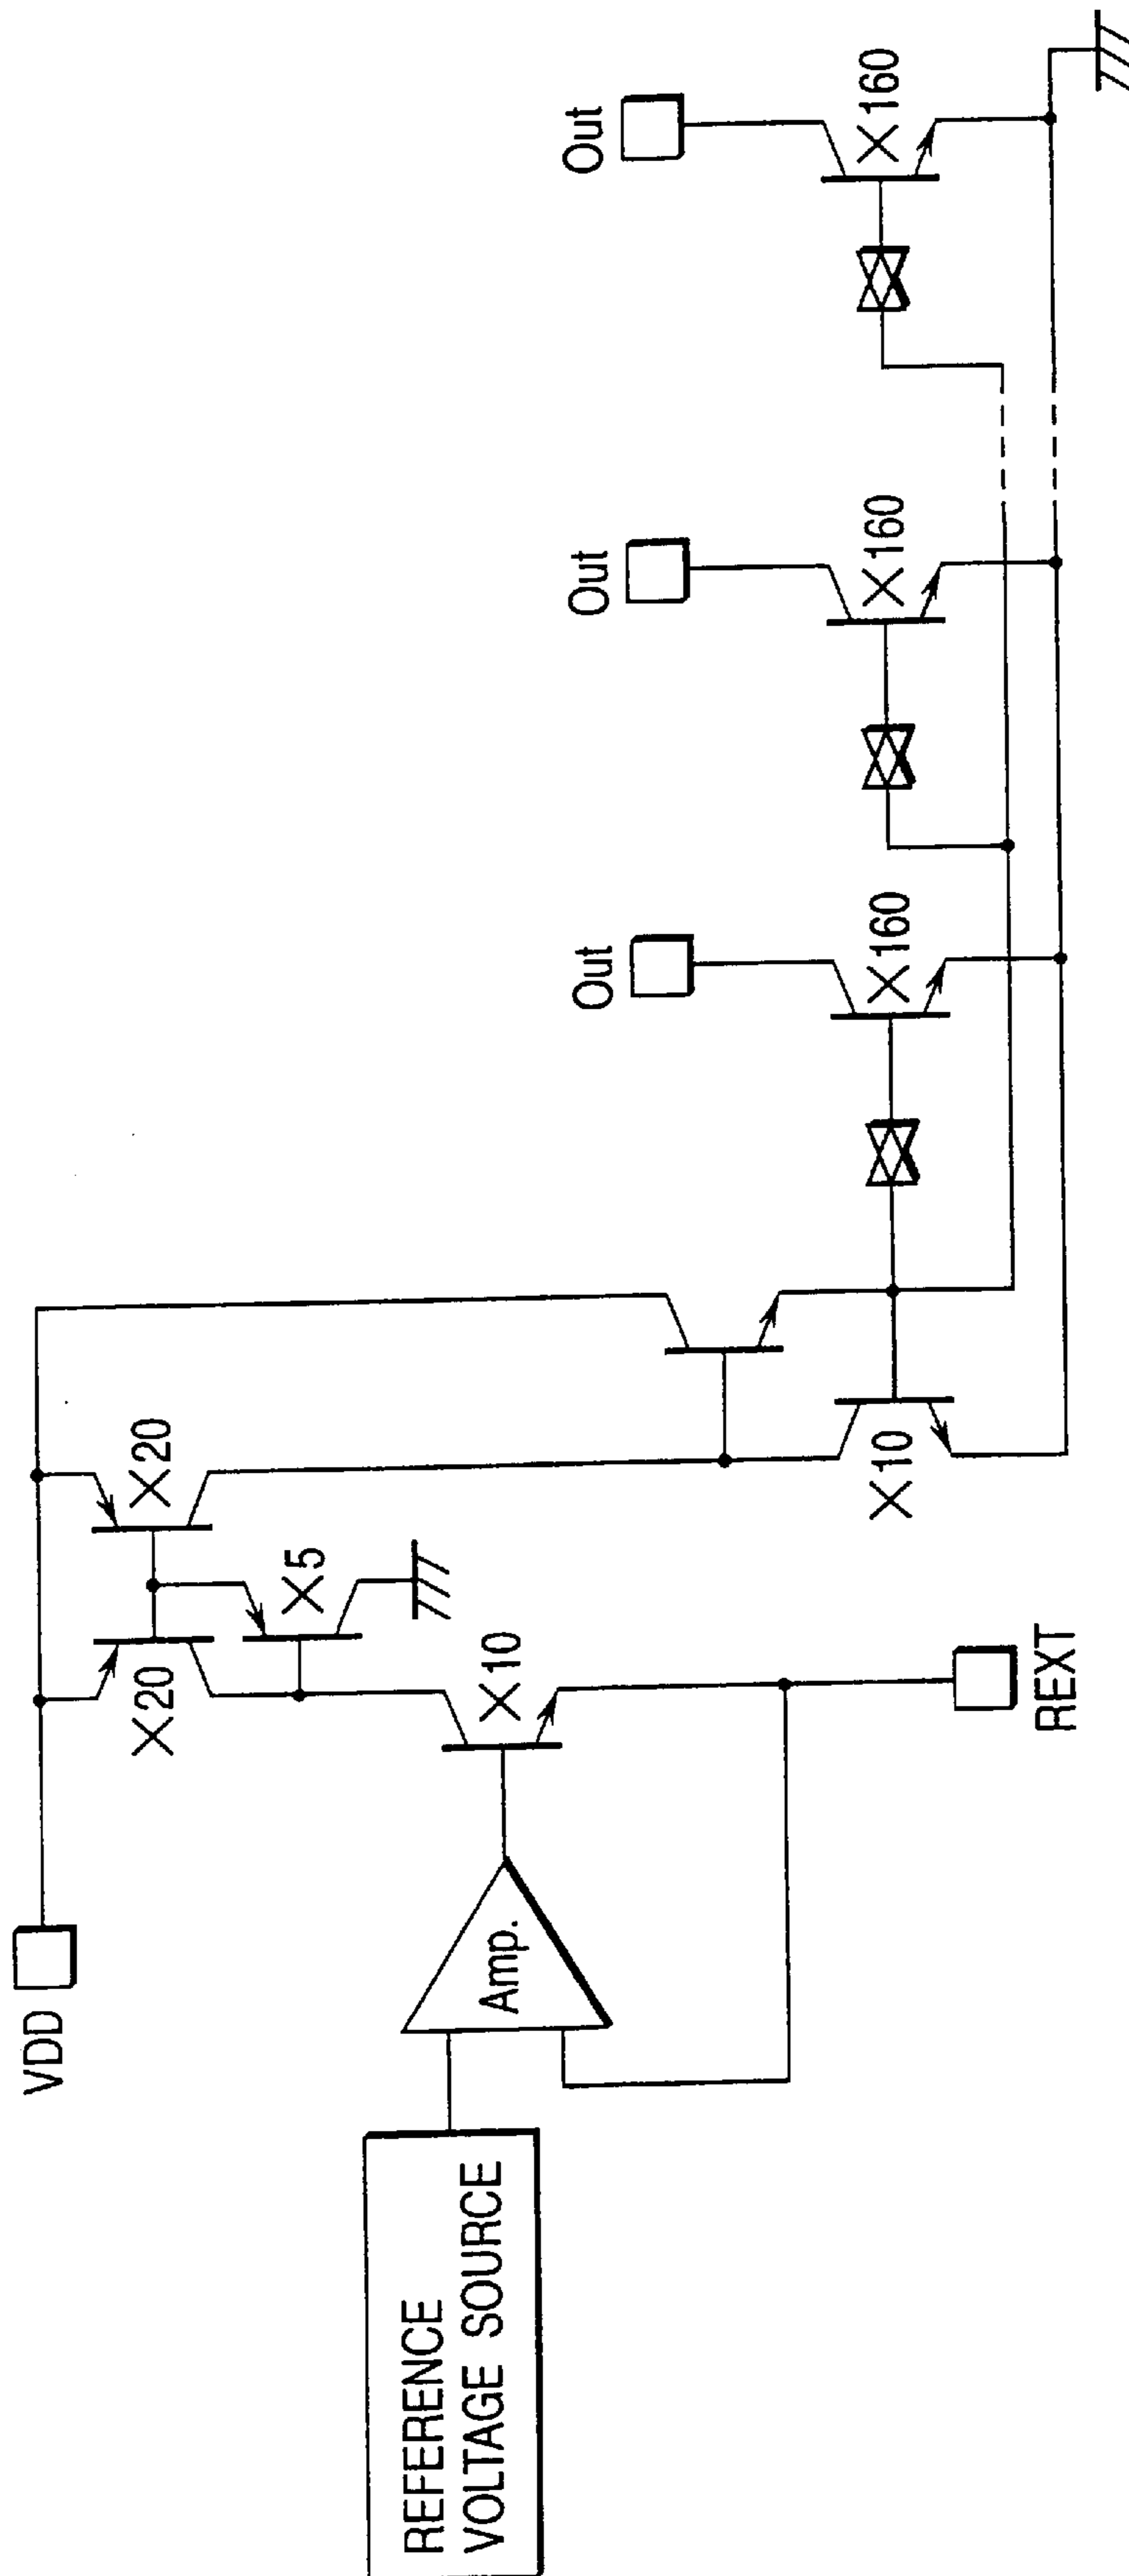 VDD
REFERENCE
VOLTAGE SOURCE
Amp.
×20
×20
×5
×10
REXT
×10
Out
×160
Out
×160
Out
×160